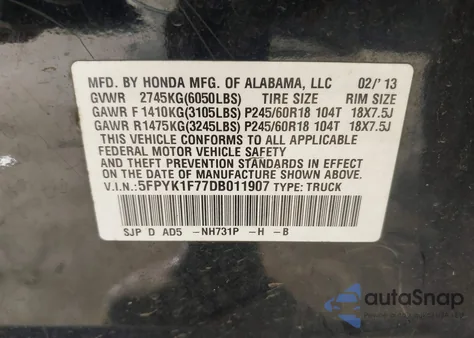 MFD. BY HONDA MFG. OF ALABAMA, LLC 02/'13
GVWR 2745KG(6050LBS) TIRE SIZE RIM SIZE
GAWR F 1410KG(3105LBS) P245/60R18 104T 18X7.5J
GAWR R 1475KG(3245LBS) P245/60R18 104T 18X7.5J
THIS VEHICLE CONFORMS TO ALL APPLICABLE
FEDERAL MOTOR VEHICLE SAFETY
AND THEFT PREVENTION STANDARDS IN EFFECT
ON THE DATE OF MANUFACTURE SHOWN ABOVE.
V.I.N.: 5FPYK1F77DB011907 TYPE: TRUCK
SJP D AD5 -NH731P -H -B
autoSnap